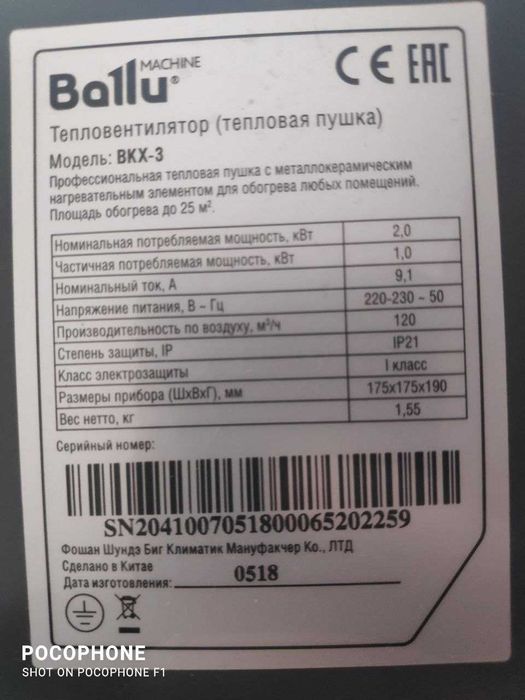 Ballu MACHINE ®
CE EAC
Тепловентилятор (тепловая пушка)
Модель: BKX-3
Профессиональная тепловая пушка с металлокерамическим
нагревательным элементом для обогрева любых помещений.
Площадь обогрева до 25 м².
Номинальная потребляемая мощность, кВт 2,0
Частичная потребляемая мощность, кВт 1,0
Номинальный ток, А 9,1
Напряжение питания, В ~ Гц 220-230 ~ 50
Производительность по воздуху, м³/ч 120
Степень защиты, IP IP21
Класс электрозащиты I класс
Размеры прибора (ШхВхГ), мм 175x175x190
Вес нетто, кг 1,55
Серийный номер:
SN2041007051800065202259
Фошан Шундэ Биг Климатик Мануфакчер Ко., ЛТД
Сделано в Китае
Дата изготовления: 0518
POCOPHONE
SHOT ON POCOPHONE F1